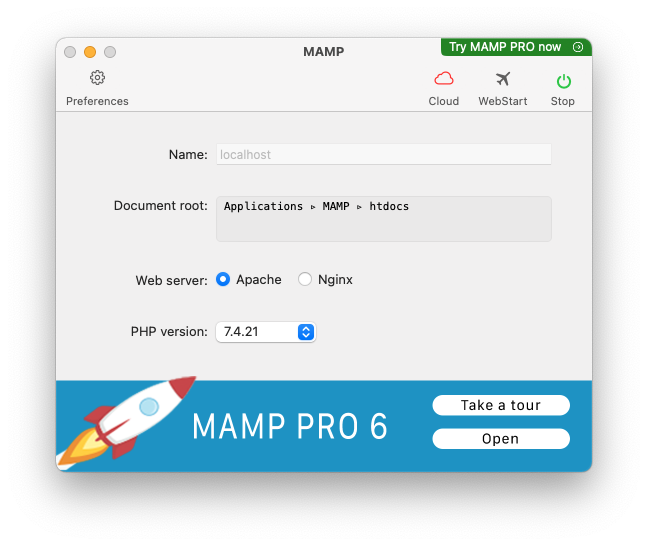 MAMP
Try MAMP PRO now
Preferences
Cloud
WebStart
Stop
Name: localhost
Document root: Applications ▹ MAMP ▹ htdocs
Web server: Apache Nginx
PHP version: 7.4.21
MAMP PRO 6
Take a tour
Open